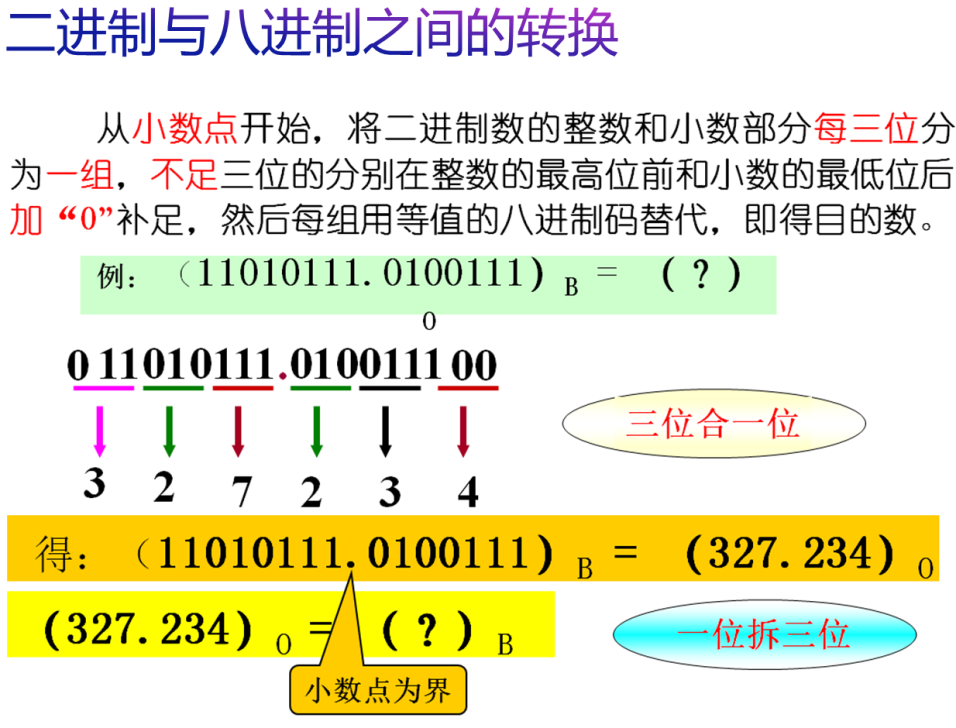 二进制与八进制之间的转换
从小数点开始，将二进制数的整数和小数部分每三位分
为一组，不足三位的分别在整数的最高位前和小数的最低位后
加“0”补足，然后每组用等值的八进制码替代，即得目的数。
例：（11010111.0100111）B = （？）
O
011010111.010011100
三位合一位
3 2 7 2 3 4
得：（11010111.0100111）B = （327.234）O
（327.234）O = （？）B
一位拆三位
小数点为界